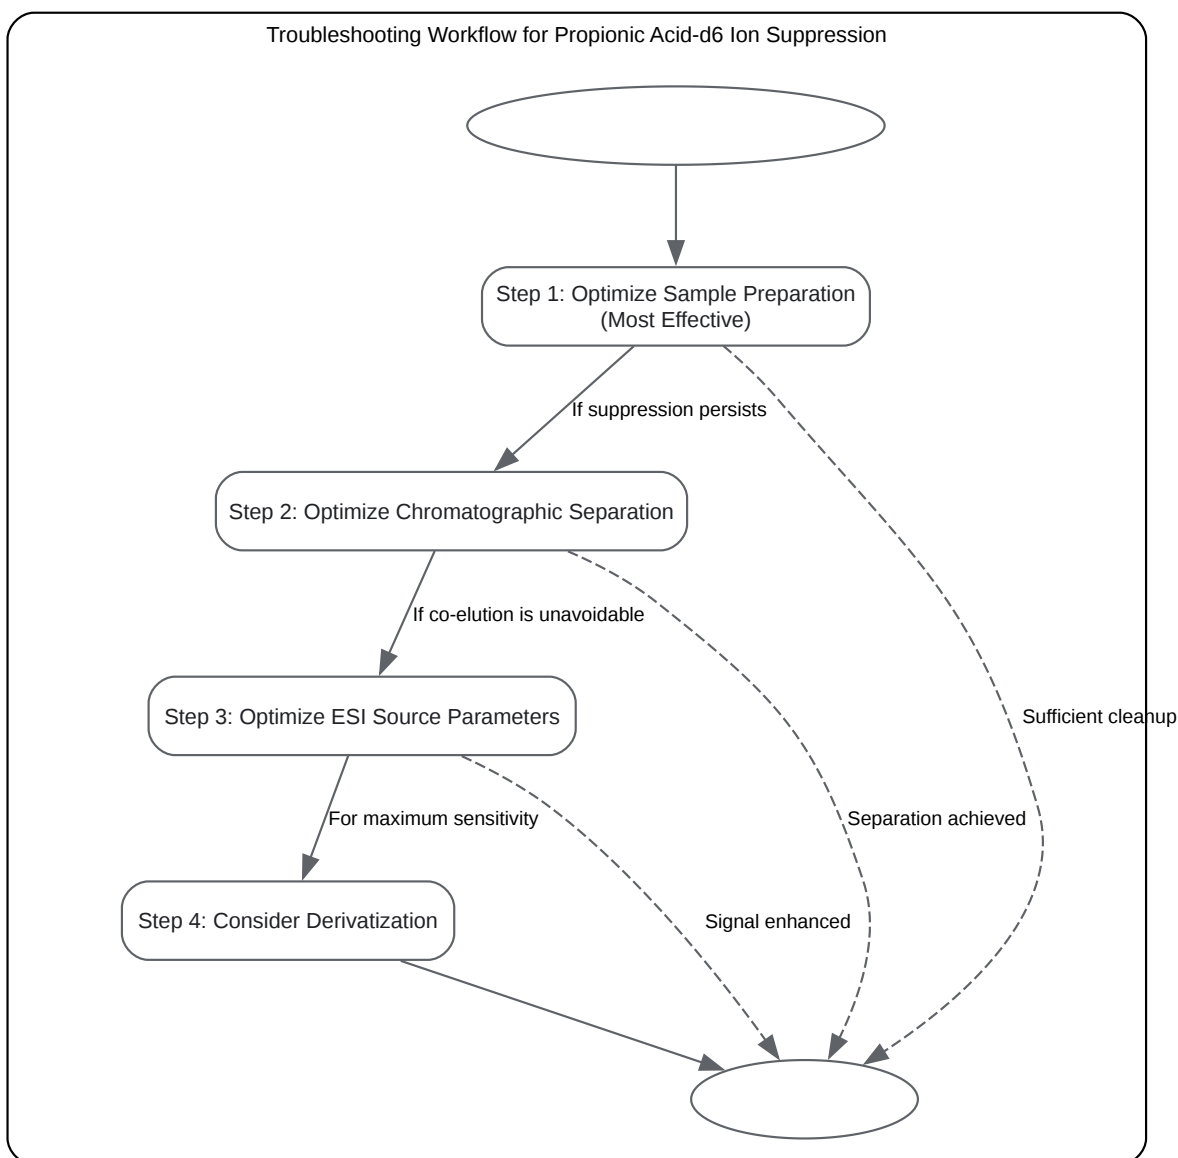 Troubleshooting Workflow for Propionic Acid-d6 Ion Suppression
Step 1: Optimize Sample Preparation
(Most Effective)
If suppression persists
Step 2: Optimize Chromatographic Separation
If co-elution is unavoidable
Step 3: Optimize ESI Source Parameters
Sufficient cleanup
For maximum sensitivity
Separation achieved
Step 4: Consider Derivatization
Signal enhanced